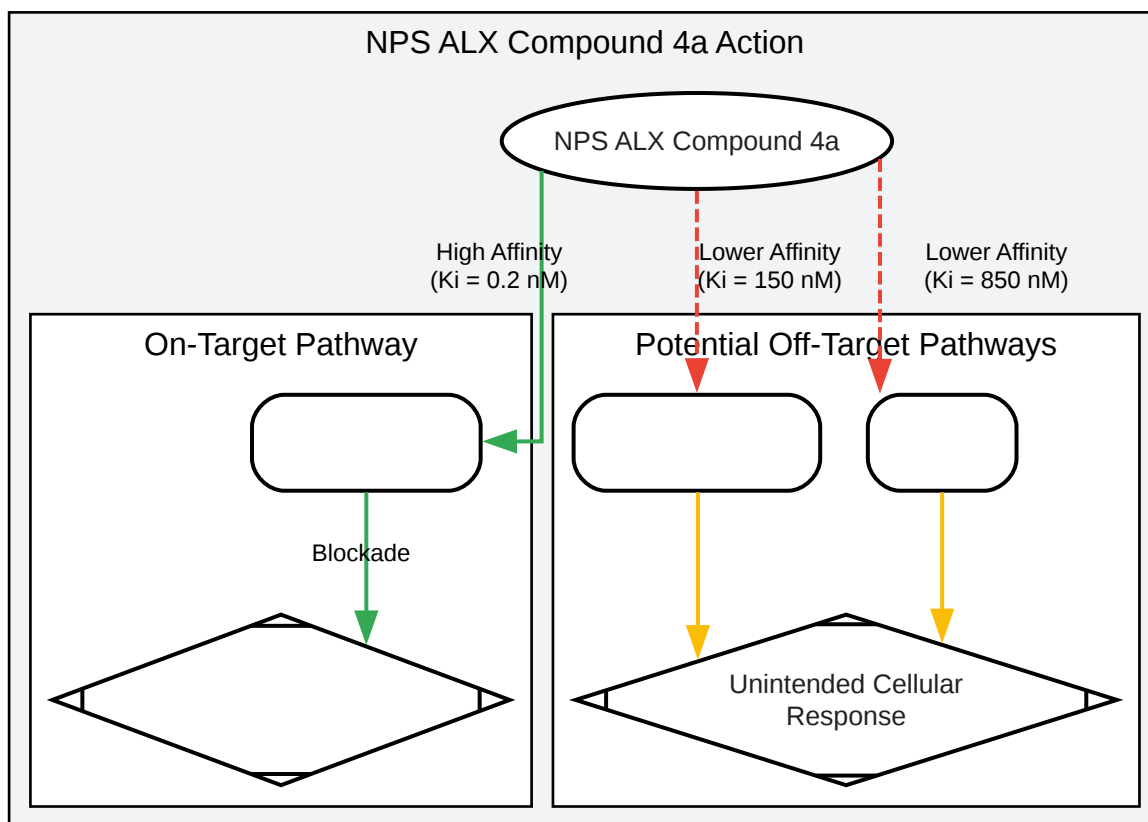 NPS ALX Compound 4a Action
NPS ALX Compound 4a
High Affinity
(Ki = 0.2 nM)
Lower Affinity
(Ki = 150 nM)
Lower Affinity
(Ki = 850 nM)
On-Target Pathway
Potential Off-Target Pathways
Blockade
Unintended Cellular
Response